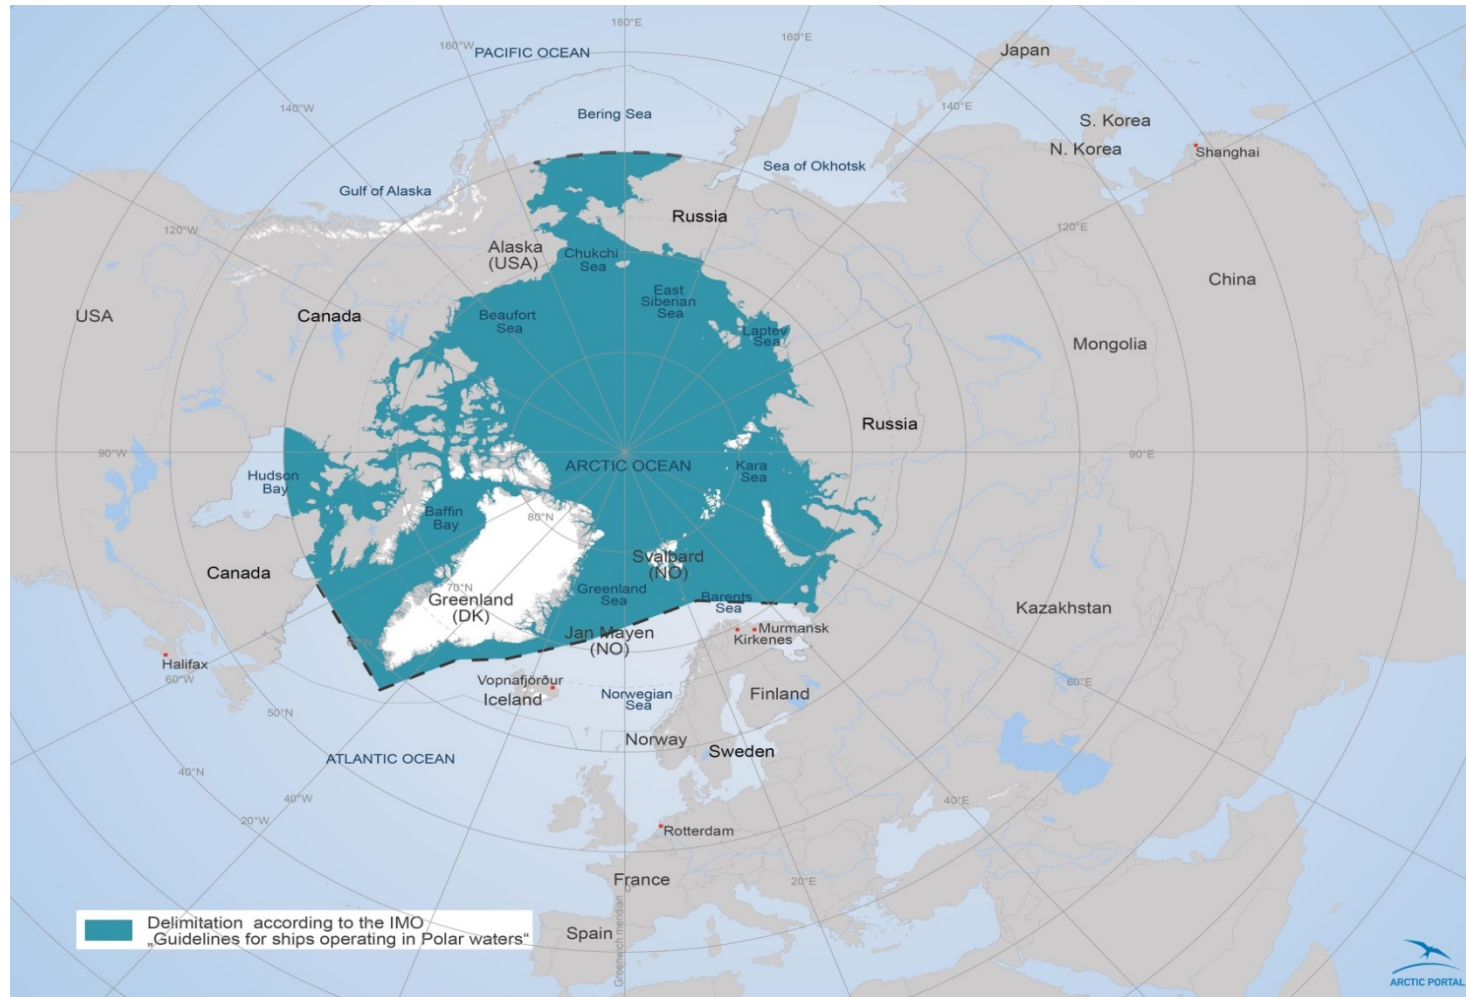 180°E
160°W
160°E
PACIFIC OCEAN
Japan
140°W
140°E
Bering Sea
S. Korea
N. Korea
Shanghai
Sea of Okhotsk
Gulf of Alaska
Russia
120°W
120°E
Alaska
(USA)
Chukchi
Sea
China
East
Siberian
Sea
USA
Canada
Beaufort
Sea
Laptev
Sea
Mongolia
Russia
90°W
90°E
ARCTIC OCEAN
Kara
Sea
Hudson
Bay
Baffin
Bay
80°N
Svalbard
(NO)
Canada
70°N
Greenland
(DK)
Greenland
Sea
Barents
Sea
Kazakhstan
Jan Mayen
(NO)
Murmansk
Kirkenes
Halifax
60°W
60°E
Vopnafjörður
Iceland
Norwegian
Sea
Finland
50°N
Norway
Sweden
ATLANTIC OCEAN
40°N
40°W
40°E
20°W
Rotterdam
France
20°E
Greenwich meridian
Spain
Delimitation according to the IMO
„Guidelines for ships operating in Polar waters“
ARCTIC PORTAL